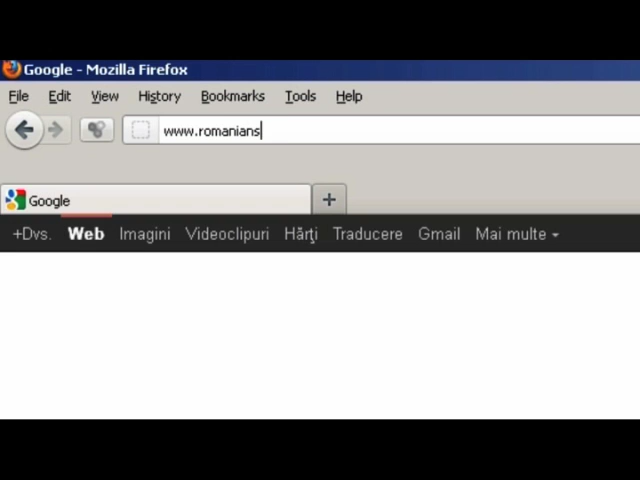 Google - Mozilla Firefox
File Edit View History Bookmarks Tools Help
www.romanians
Google
+Dvs. Web Imagini Videoclipuri Hărţi Traducere Gmail Mai multe